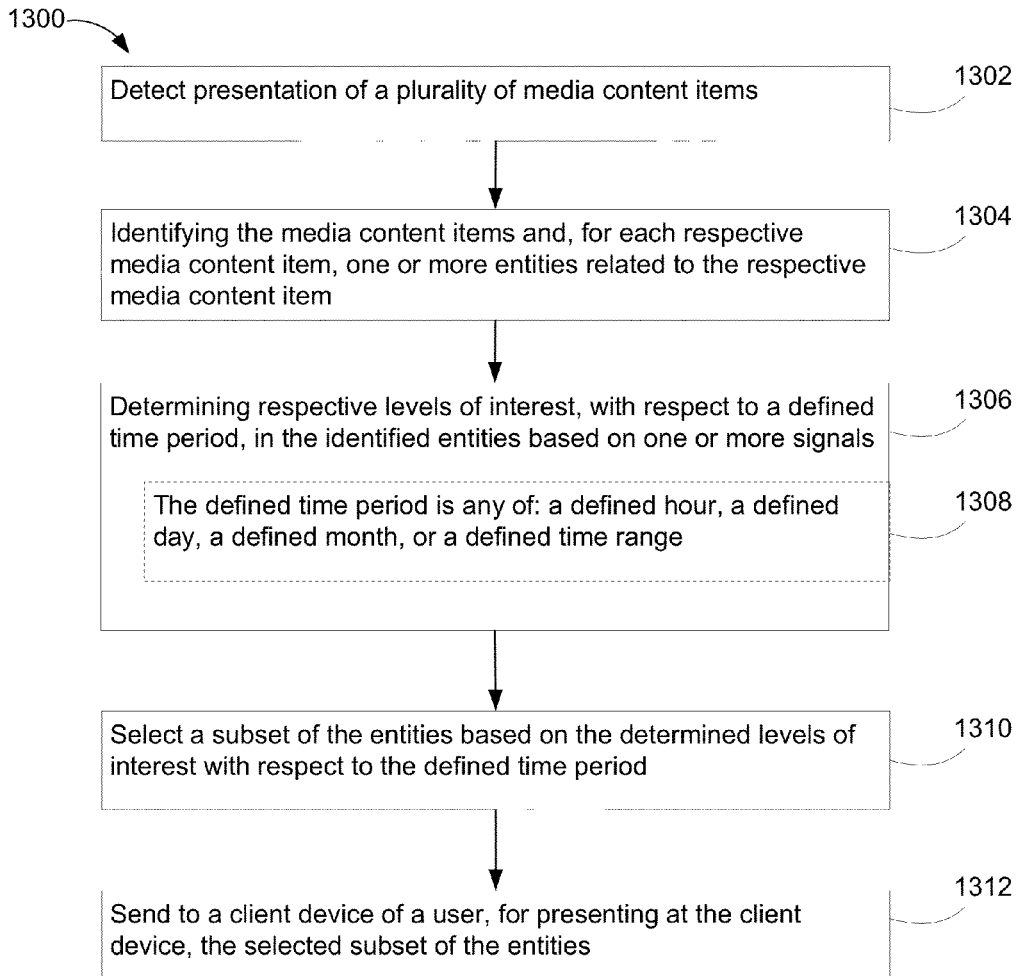 1300
Detect presentation of a plurality of media content items
1302
Identifying the media content items and, for each respective
media content item, one or more entities related to the respective
media content item
1304
Determining respective levels of interest, with respect to a defined
time period, in the identified entities based on one or more signals
1306
The defined time period is any of: a defined hour, a defined
day, a defined month, or a defined time range
1308
Select a subset of the entities based on the determined levels of
interest with respect to the defined time period
1310
Send to a client device of a user, for presenting at the client
device, the selected subset of the entities
1312